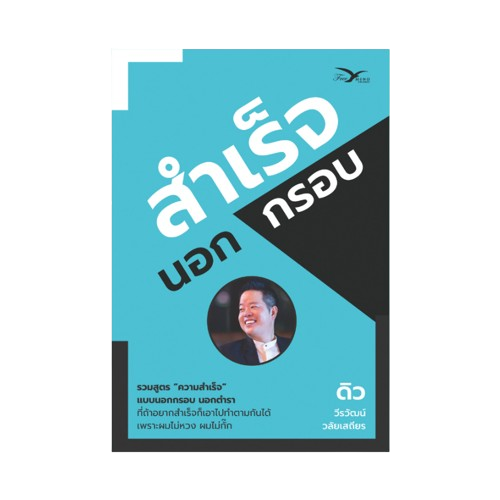 Free MIND
สำเร็จ
นอก กรอบ
รวมสูตร "ความสำเร็จ"
แบบนอกกรอบ นอกตำรา
ที่ถ้าอยากสำเร็จก็เอาไปทำตามกันได้
เพราะผมไม่หวง ผมไม่กั๊ก
ดิว
วีรวัฒน์
วลัยเสถียร